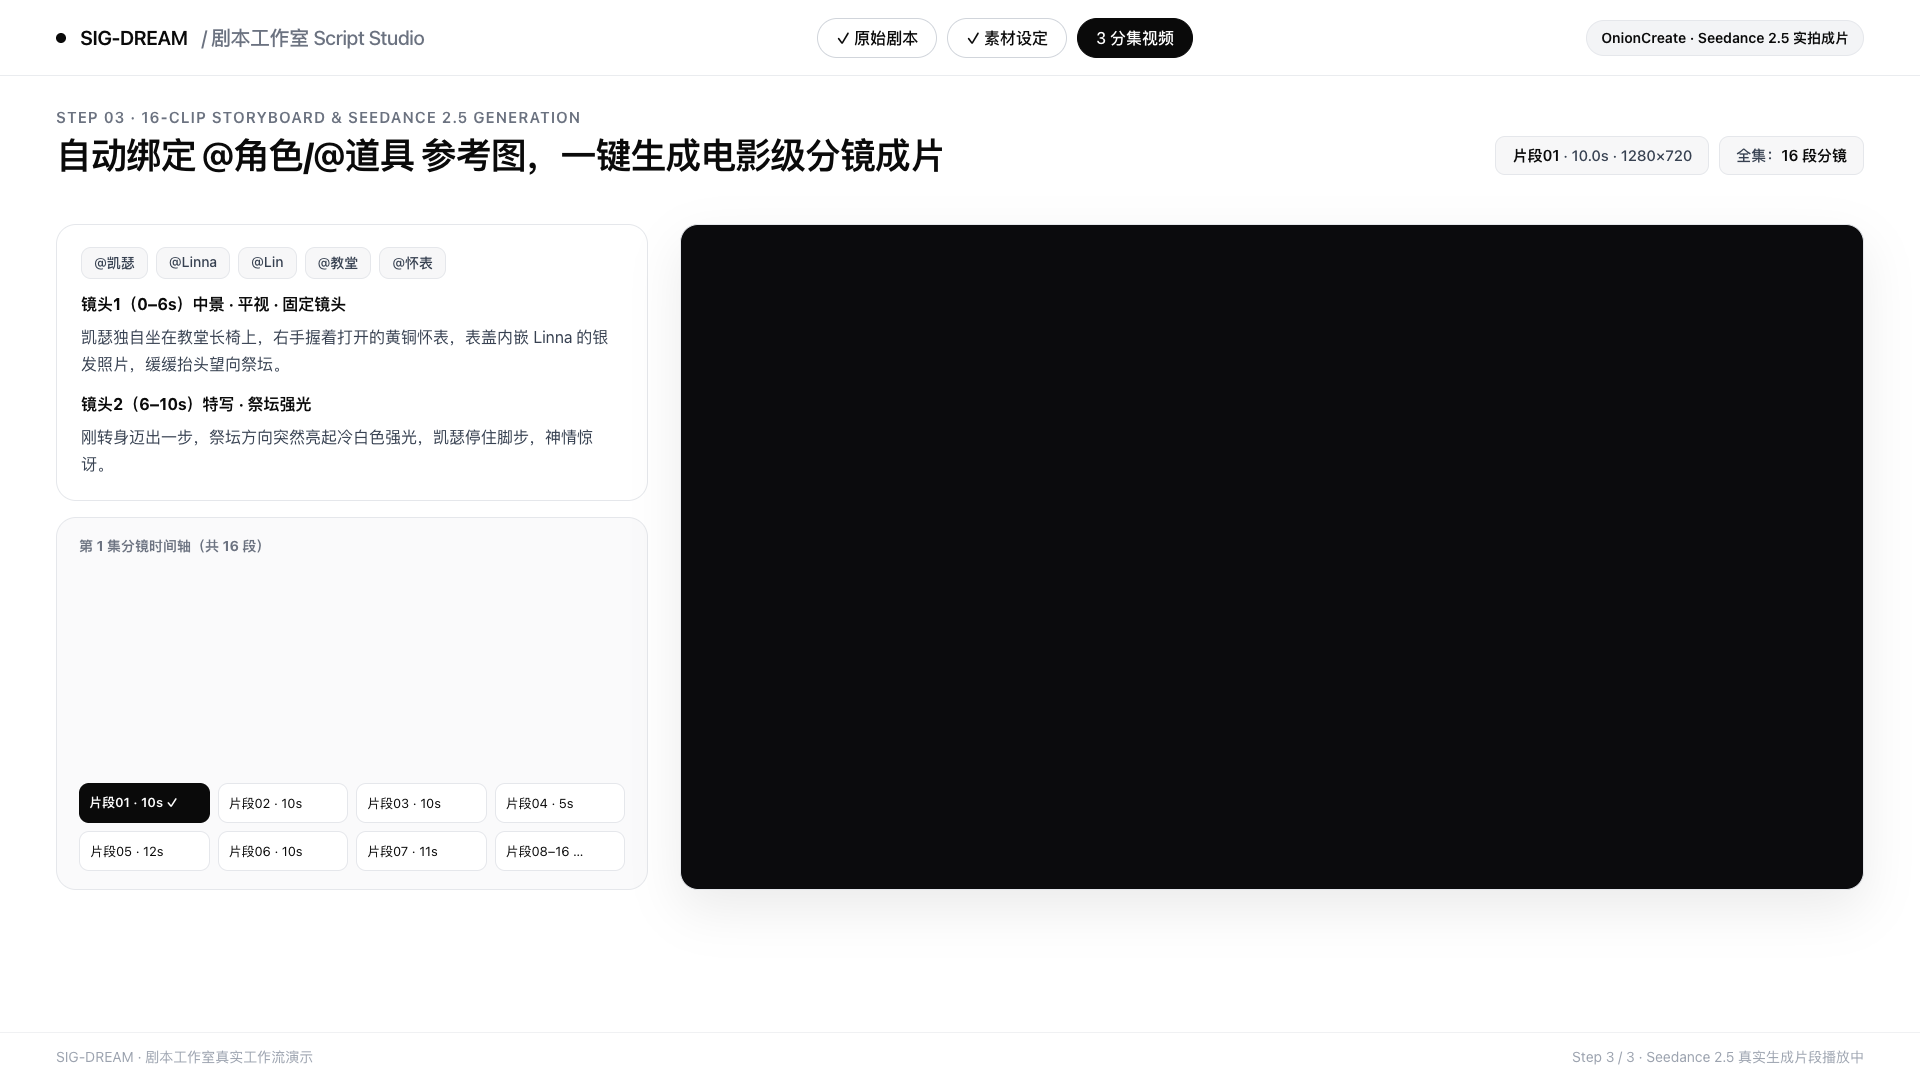 SIG-DREAM / 剧本工作室 Script Studio
✓ 原始剧本
✓ 素材设定
3 分集视频
OnionCreate · Seedance 2.5 实拍成片
STEP 03 · 16-CLIP STORYBOARD & SEEDANCE 2.5 GENERATION
自动绑定 @角色/@道具 参考图，一键生成电影级分镜成片
片段01 · 10.0s · 1280×720
全集：16 段分镜
@凯瑟
@Linna
@Lin
@教堂
@怀表
镜头1（0–6s）中景 · 平视 · 固定镜头
凯瑟独自坐在教堂长椅上，右手握着打开的黄铜怀表，表盖内嵌 Linna 的银
发照片，缓缓抬头望向祭坛。
镜头2（6–10s）特写 · 祭坛强光
刚转身迈出一步，祭坛方向突然亮起冷白色强光，凯瑟停住脚步，神情惊
讶。
第 1 集分镜时间轴（共 16 段）
片段01 · 10s ✓
片段02 · 10s
片段03 · 10s
片段04 · 5s
片段05 · 12s
片段06 · 10s
片段07 · 11s
片段08–16 ...
SIG-DREAM · 剧本工作室真实工作流演示
Step 3 / 3 · Seedance 2.5 真实生成片段播放中